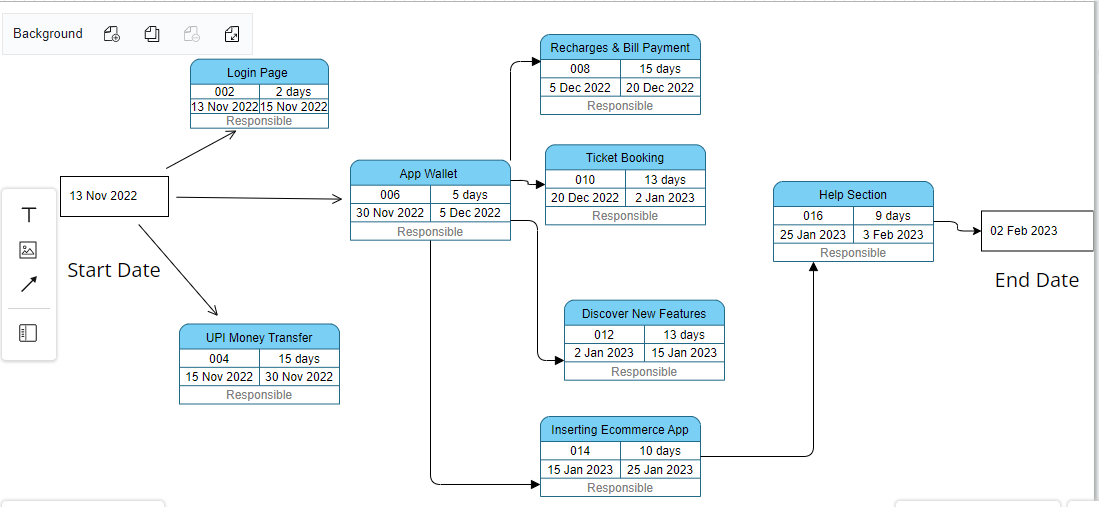 Background
Login Page
002 2 days
13 Nov 2022 15 Nov 2022
Responsible
Recharges & Bill Payment
008 15 days
5 Dec 2022 20 Dec 2022
Responsible
13 Nov 2022
Start Date
App Wallet
006 5 days
30 Nov 2022 5 Dec 2022
Responsible
Ticket Booking
010 13 days
20 Dec 2022 2 Jan 2023
Responsible
Help Section
016 9 days
25 Jan 2023 3 Feb 2023
Responsible
02 Feb 2023
End Date
UPI Money Transfer
004 15 days
15 Nov 2022 30 Nov 2022
Responsible
Discover New Features
012 13 days
2 Jan 2023 15 Jan 2023
Responsible
Inserting Ecommerce App
014 10 days
15 Jan 2023 25 Jan 2023
Responsible